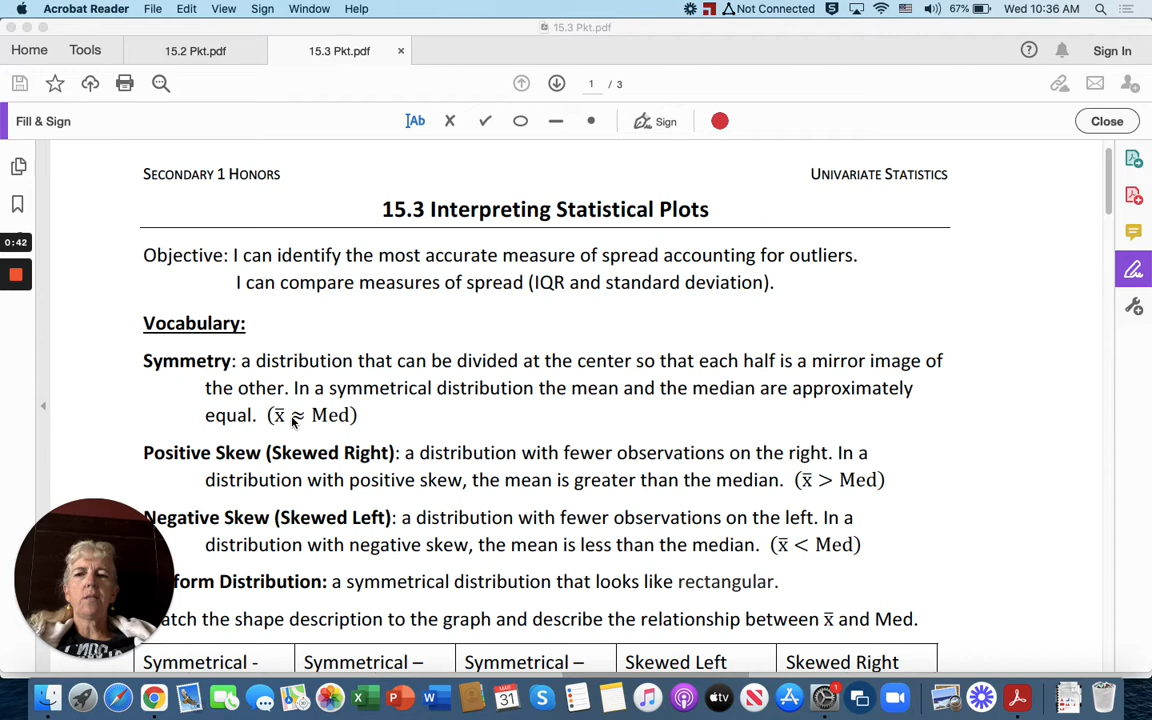 Acrobat Reader File Edit View Sign Window Help Not Connected 67% Wed 10:36 AM
15.3 Pkt.pdf
Home Tools 15.2 Pkt.pdf 15.3 Pkt.pdf × Sign In
1 / 3
Fill & Sign IAb Sign Close
SECONDARY 1 HONORS UNIVARIATE STATISTICS
15.3 Interpreting Statistical Plots
0:42
Objective: I can identify the most accurate measure of spread accounting for outliers.
I can compare measures of spread (IQR and standard deviation).
Vocabulary:
Symmetry: a distribution that can be divided at the center so that each half is a mirror image of
the other. In a symmetrical distribution the mean and the median are approximately
equal. (x̅ ≈ Med)
Positive Skew (Skewed Right): a distribution with fewer observations on the right. In a
distribution with positive skew, the mean is greater than the median. (x̅ > Med)
Negative Skew (Skewed Left): a distribution with fewer observations on the left. In a
distribution with negative skew, the mean is less than the median. (x̅ < Med)
form Distribution: a symmetrical distribution that looks like rectangular.
atch the shape description to the graph and describe the relationship between x̅ and Med.
Symmetrical - Symmetrical – Symmetrical – Skewed Left Skewed Right
MAR 31 tv 1